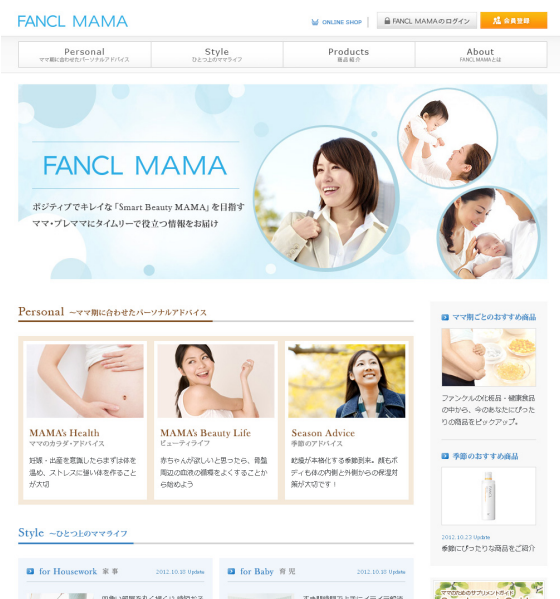 FANCL MAMA
ONLINE SHOP
FANCL MAMAのログイン
会員登録
Personal
ママ期に合わせたパーソナルアドバイス
Style
ひとつ上のママライフ
Products
商品紹介
About
FANCL MAMAとは
FANCL MAMA
ポジティブでキレイな「Smart Beauty MAMA」を目指す
ママ・プレママにタイムリーで役立つ情報をお届け
Personal ～ママ期に合わせたパーソナルアドバイス
MAMA's Health
ママのカラダ・アドバイス
妊娠・出産を意識したらまずは体を
温め、ストレスに強い体を作ること
が大切
MAMA's Beauty Life
ビューティライフ
赤ちゃんが欲しいと思ったら、骨盤
周辺の血液の循環をよくすることか
ら始めよう
Season Advice
季節のアドバイス
乾燥が本格化する季節到来。顔もボ
ディも体の内側と外側からの保湿対
策が大切です!
ママ期ごとのおすすめ商品
ファンケルの化粧品・健康食品
の中から、今のあなたにぴった
りの商品をピックアップ。
季節のおすすめ商品
2012.10.23 Update
季節にぴったりな商品をご紹介
ママのためのサプリメントガイド
Style ～ひとつ上のママライフ
for Housework 家事
2012.10.10 Update
for Baby 育児
2012.10.10 Update